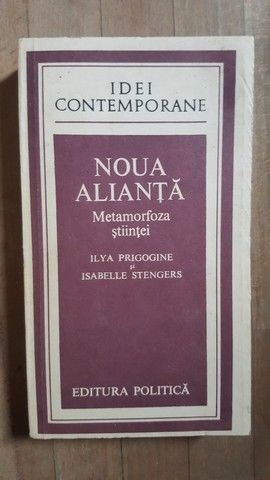 IDEI
CONTEMPORANE
NOUA
ALIANȚĂ
Metamorfoza
științei
ILYA PRIGOGINE
și
ISABELLE STENGERS
EDITURA POLITICĂ